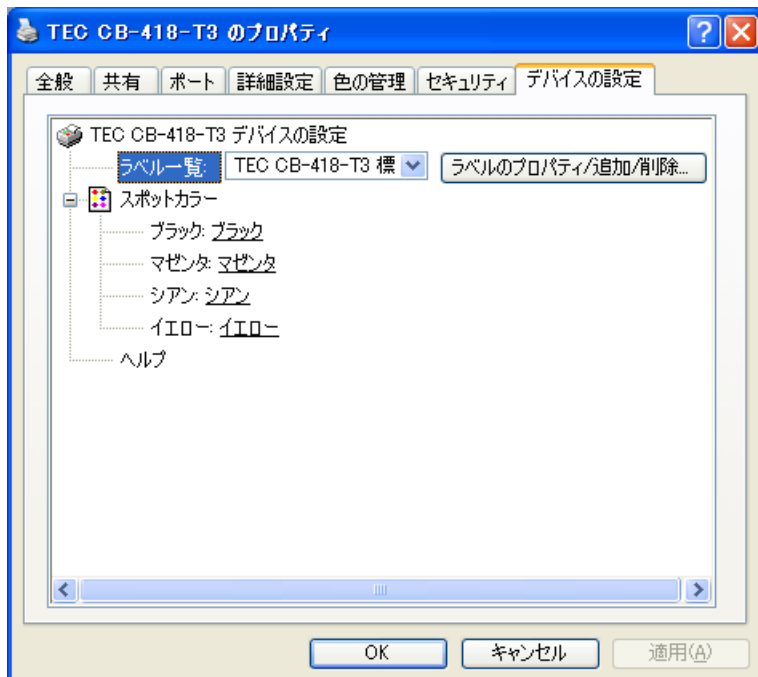 TEC CB-418-T3 のプロパティ
全般 共有 ポート 詳細設定 色の管理 セキュリティ デバイスの設定
TEC CB-418-T3 デバイスの設定
ラベル一覧: TEC CB-418-T3 標 ラベルのプロパティ/追加/削除...
スポットカラー
ブラック: ブラック
マゼンタ: マゼンタ
シアン: シアン
イエロー: イエロー
ヘルプ
OK キャンセル 適用(A)